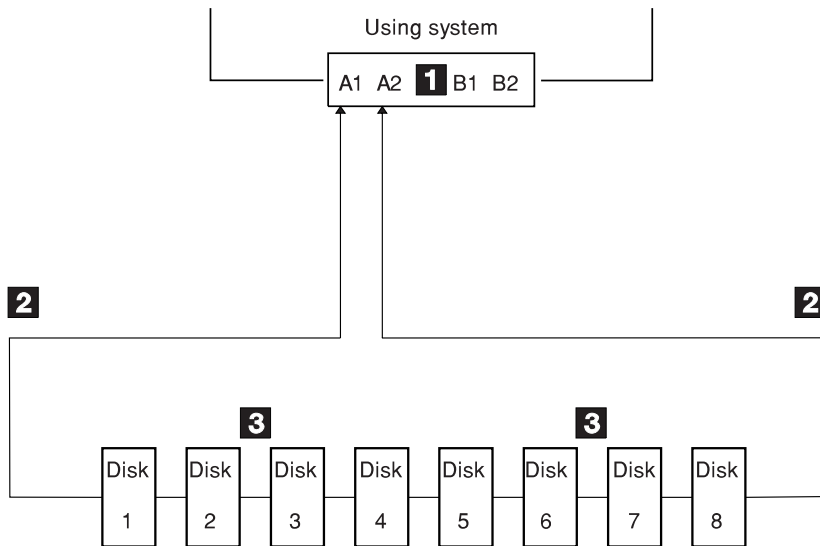 Using system
A1 A2 1 B1 B2
2 2
3 3
Disk Disk Disk Disk Disk Disk Disk Disk
1 2 3 4 5 6 7 8